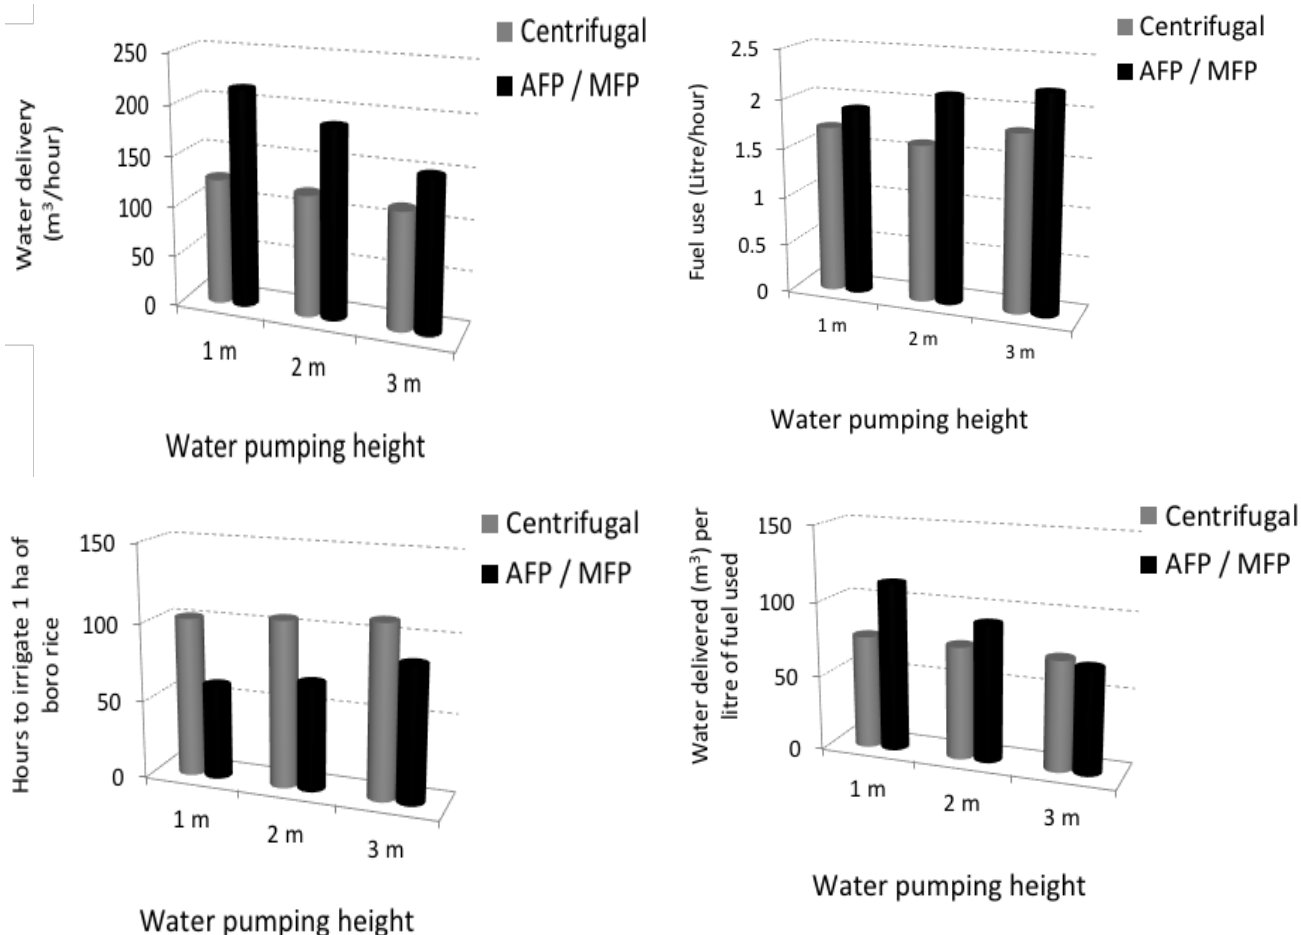 Centrifugal
AFP / MFP
250
200
150
100
50
0
Water delivery
(m³/hour)
1 m
2 m
3 m
Water pumping height
Centrifugal
AFP / MFP
2.5
2
1.5
1
0.5
0
Fuel use (Litre/hour)
1 m
2 m
3 m
Water pumping height
Centrifugal
AFP / MFP
150
100
50
0
Hours to irrigate 1 ha of
boro rice
1 m
2 m
3 m
Water pumping height
Centrifugal
AFP / MFP
150
100
50
0
Water delivered (m³) per
litre of fuel used
1 m
2 m
3 m
Water pumping height